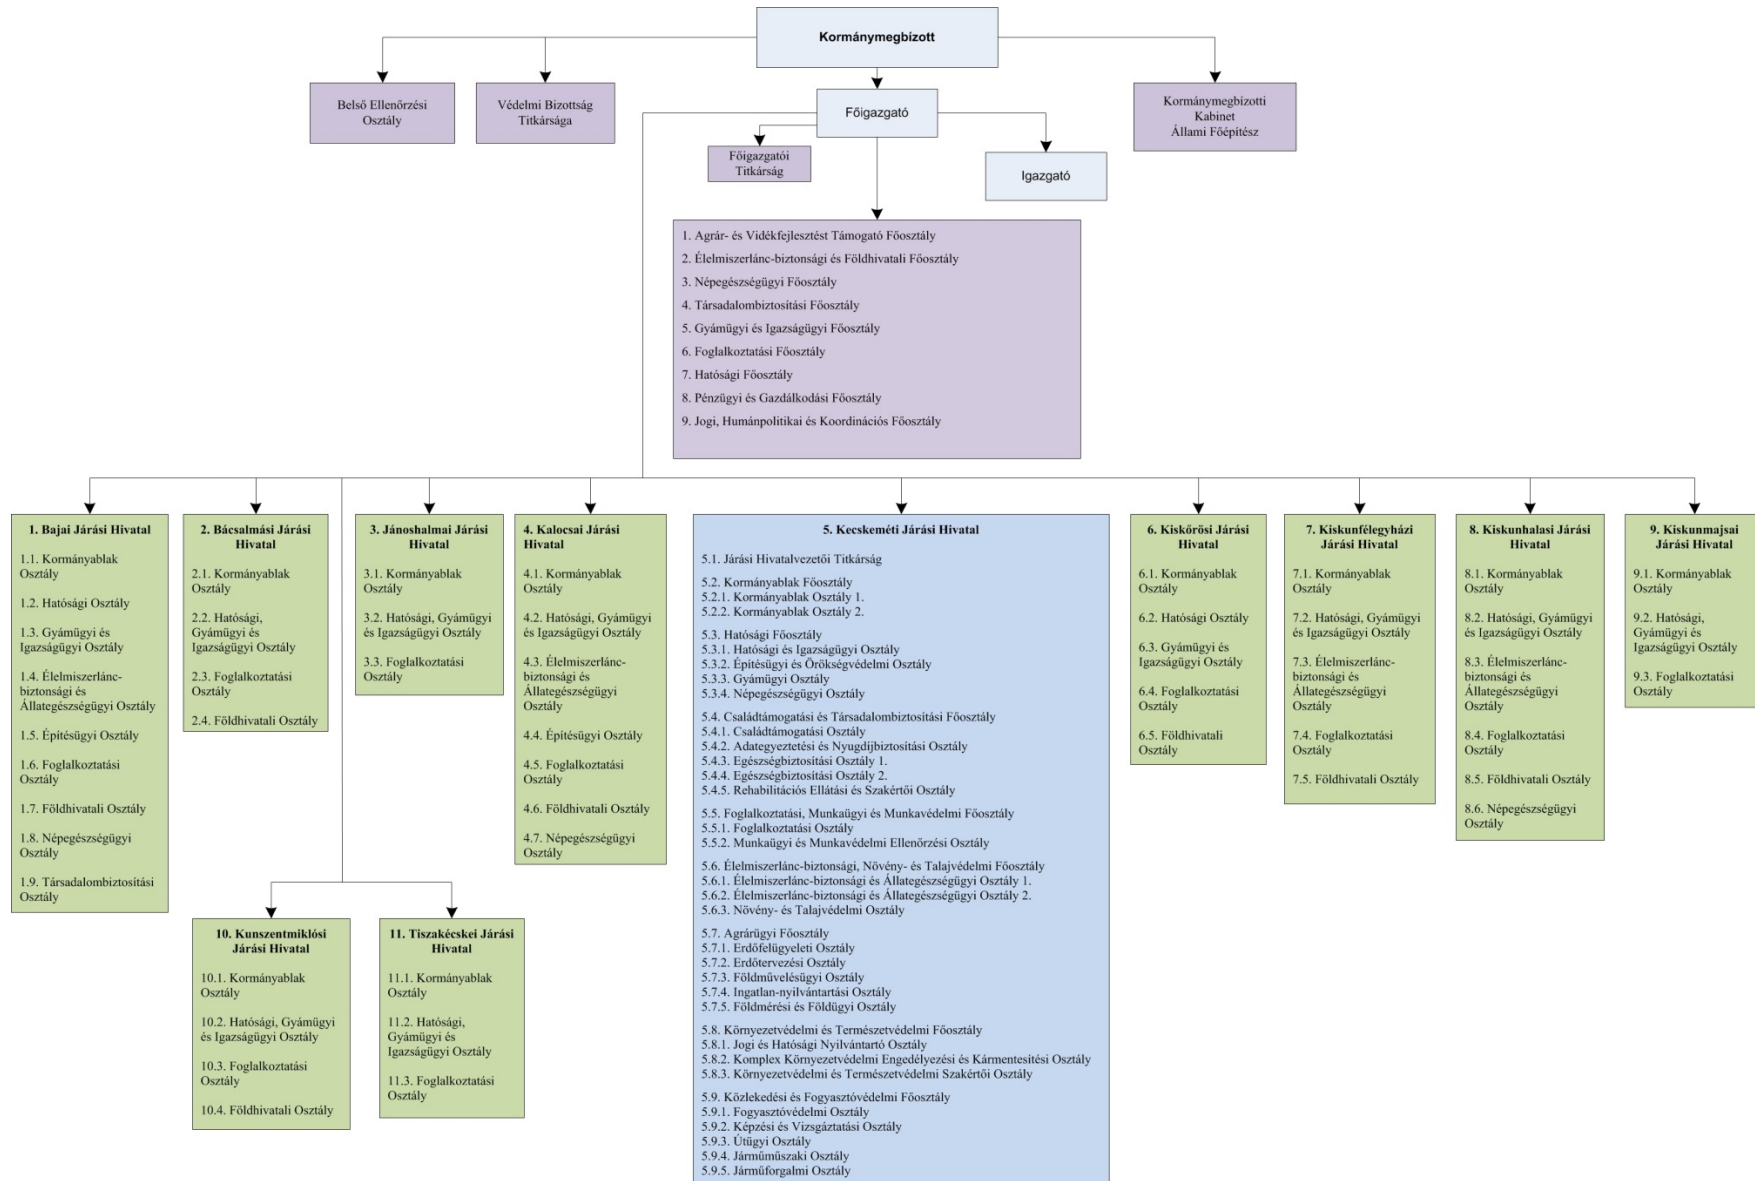 Kormánymegbízott
Belső Ellenőrzési
Osztály
Védelmi Bizottság
Titkársága
Kormánymegbízotti
Kabinet
Állami Főépítész
Főigazgató
Főigazgatói
Titkárság
Igazgató
1. Agrár- és Vidékfejlesztést Támogató Főosztály
2. Élelmiszerlánc-biztonsági és Földhivatali Főosztály
3. Népegészségügyi Főosztály
4. Társadalombiztosítási Főosztály
5. Gyámügyi és Igazságügyi Főosztály
6. Foglalkoztatási Főosztály
7. Hatósági Főosztály
8. Pénzügyi és Gazdálkodási Főosztály
9. Jogi, Humánpolitikai és Koordinációs Főosztály
1. Bajai Járási Hivatal
1.1. Kormányablak
Osztály
1.2. Hatósági Osztály
1.3. Gyámügyi és
Igazságügyi Osztály
1.4. Élelmiszerlánc-
biztonsági és
Állategészségügyi Osztály
1.5. Építésügyi Osztály
1.6. Foglalkoztatási
Osztály
1.7. Földhivatali Osztály
1.8. Népegészségügyi
Osztály
1.9. Társadalombiztosítási
Osztály
2. Bácsalmási Járási
Hivatal
2.1. Kormányablak
Osztály
2.2. Hatósági,
Gyámügyi és
Igazságügyi Osztály
2.3. Foglalkoztatási
Osztály
2.4. Földhivatali Osztály
3. Jánoshalmai Járási
Hivatal
3.1. Kormányablak
Osztály
3.2. Hatósági, Gyámügyi
és Igazságügyi Osztály
3.3. Foglalkoztatási
Osztály
4. Kalocsai Járási
Hivatal
4.1. Kormányablak
Osztály
4.2. Hatósági, Gyámügyi
és Igazságügyi Osztály
4.3. Élelmiszerlánc-
biztonsági és
Állategészségügyi
Osztály
4.4. Építésügyi Osztály
4.5. Foglalkoztatási
Osztály
4.6. Földhivatali Osztály
4.7. Népegészségügyi
Osztály
5. Kecskeméti Járási Hivatal
5.1. Járási Hivatalvezetői Titkárság
5.2. Kormányablak Főosztály
5.2.1. Kormányablak Osztály 1.
5.2.2. Kormányablak Osztály 2.
5.3. Hatósági Főosztály
5.3.1. Hatósági és Igazságügyi Osztály
5.3.2. Építésügyi és Örökségvédelmi Osztály
5.3.3. Gyámügyi Osztály
5.3.4. Népegészségügyi Osztály
5.4. Családtámogatási és Társadalombiztosítási Főosztály
5.4.1. Családtámogatási Osztály
5.4.2. Adategyeztetési és Nyugdíjbiztosítási Osztály
5.4.3. Egészségbiztosítási Osztály 1.
5.4.4. Egészségbiztosítási Osztály 2.
5.4.5. Rehabilitációs Ellátási és Szakértői Osztály
5.5. Foglalkoztatási, Munkaügyi és Munkavédelmi Főosztály
5.5.1. Foglalkoztatási Osztály
5.5.2. Munkaügyi és Munkavédelmi Ellenőrzési Osztály
5.6. Élelmiszerlánc-biztonsági, Növény- és Talajvédelmi Főosztály
5.6.1. Élelmiszerlánc-biztonsági és Állategészségügyi Osztály 1.
5.6.2. Élelmiszerlánc-biztonsági és Állategészségügyi Osztály 2.
5.6.3. Növény- és Talajvédelmi Osztály
5.7. Agrárügyi Főosztály
5.7.1. Erdőfelügyeleti Osztály
5.7.2. Erdőtervezési Osztály
5.7.3. Földművelésügyi Osztály
5.7.4. Ingatlan-nyilvántartási Osztály
5.7.5. Földmérési és Földügyi Osztály
5.8. Környezetvédelmi és Természetvédelmi Főosztály
5.8.1. Jogi és Hatósági Nyilvántartó Osztály
5.8.2. Komplex Környezetvédelmi Engedélyezési és Kármentesítési Osztály
5.8.3. Környezetvédelmi és Természetvédelmi Szakértői Osztály
5.9. Közlekedési és Fogyasztóvédelmi Főosztály
5.9.1. Fogyasztóvédelmi Osztály
5.9.2. Képzési és Vizsgáztatási Osztály
5.9.3. Útügyi Osztály
5.9.4. Járműműszaki Osztály
5.9.5. Járműforgalmi Osztály
6. Kiskőrösi Járási
Hivatal
6.1. Kormányablak
Osztály
6.2. Hatósági Osztály
6.3. Gyámügyi és
Igazságügyi Osztály
6.4. Foglalkoztatási
Osztály
6.5. Földhivatali
Osztály
7. Kiskunfélegyházi
Járási Hivatal
7.1. Kormányablak
Osztály
7.2. Hatósági, Gyámügyi
és Igazságügyi Osztály
7.3. Élelmiszerlánc-
biztonsági és
Állategészségügyi
Osztály
7.4. Foglalkoztatási
Osztály
7.5. Földhivatali Osztály
8. Kiskunhalasi Járási
Hivatal
8.1. Kormányablak
Osztály
8.2. Hatósági, Gyámügyi
és Igazságügyi Osztály
8.3. Élelmiszerlánc-
biztonsági és
Állategészségügyi
Osztály
8.4. Foglalkoztatási
Osztály
8.5. Földhivatali Osztály
8.6. Népegészségügyi
Osztály
9. Kiskunmajsai
Járási Hivatal
9.1. Kormányablak
Osztály
9.2. Hatósági,
Gyámügyi és
Igazságügyi Osztály
9.3. Foglalkoztatási
Osztály
10. Kunszentmiklósi
Járási Hivatal
10.1. Kormányablak
Osztály
10.2. Hatósági, Gyámügyi
és Igazságügyi Osztály
10.3. Foglalkoztatási
Osztály
10.4. Földhivatali Osztály
11. Tiszakécskei Járási
Hivatal
11.1. Kormányablak
Osztály
11.2. Hatósági,
Gyámügyi és
Igazságügyi Osztály
11.3. Foglalkoztatási
Osztály